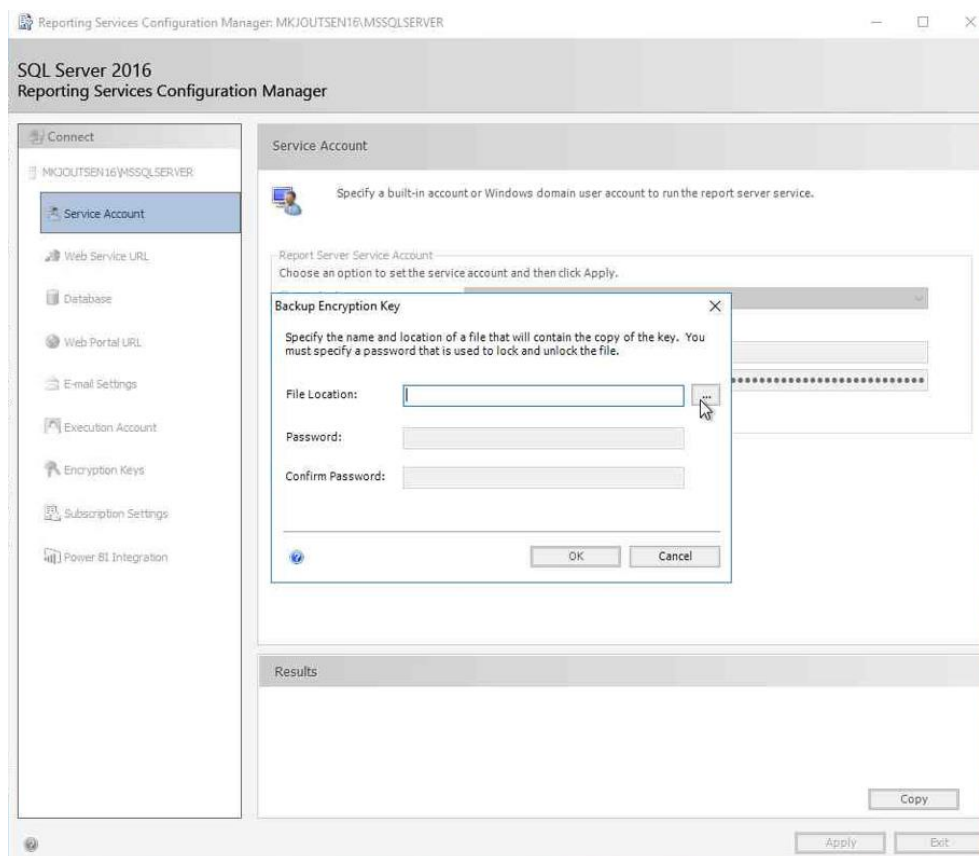 Reporting Services Configuration Manager: MKJOUTSEN16\MSSQLSERVER
SQL Server 2016
Reporting Services Configuration Manager
Connect
MKJOUTSEN16\MSSQLSERVER
Service Account
Web Service URL
Database
Web Portal URL
E-mail Settings
Execution Account
Encryption Keys
Subscription Settings
Power BI Integration
Service Account
Specify a built-in account or Windows domain user account to run the report server service.
Report Server Service Account
Choose an option to set the service account and then click Apply.
Backup Encryption Key
Specify the name and location of a file that will contain the copy of the key. You
must specify a password that is used to lock and unlock the file.
File Location:
...
Password:
Confirm Password:
OK
Cancel
Results
Copy
Apply
Exit